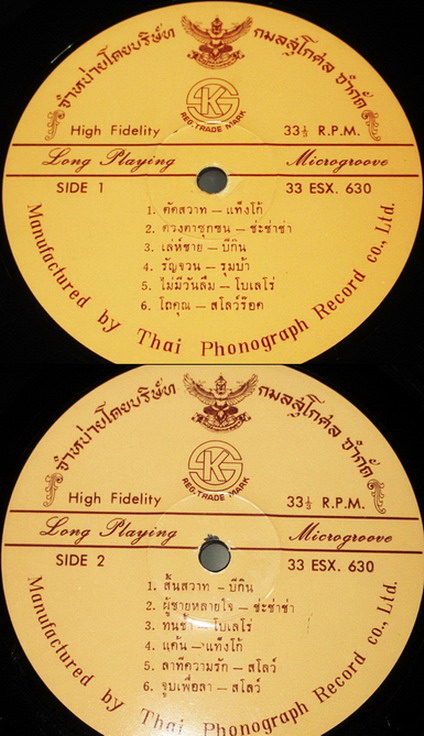 จำหน่ายโดยบริษัท กมลสุโกศล จำกัด
KS
REG. TRADE MARK
High Fidelity 33⅓ R.P.M.
Long Playing Microgroove
SIDE 1 33 ESX. 630
1. ตัดสวาท — แท็งโก้
2. ดวงตาซุกซน — ช่ะช่าช่า
3. เล่ห์ชาย — บีกิน
4. รัญจวน — รุมบ้า
5. ไม่มีวันลืม — โบเลโร่
6. โถคุณ — สโลว์ร๊อค
Manufactured by Thai Phonograph Record co., Ltd.
จำหน่ายโดยบริษัท กมลสุโกศล จำกัด
KS
REG. TRADE MARK
High Fidelity 33⅓ R.P.M.
Long Playing Microgroove
SIDE 2 33 ESX. 630
1. สิ้นสวาท — บีกิน
2. ผู้ชายหลายใจ — ช่ะช่าช่า
3. ทนช้ำ — โบเลโร่
4. แค้น — แท็งโก้
5. ลาทีความรัก — สโลว์
6. จูบเพื่อลา — สโลว์
Manufactured by Thai Phonograph Record co., Ltd.